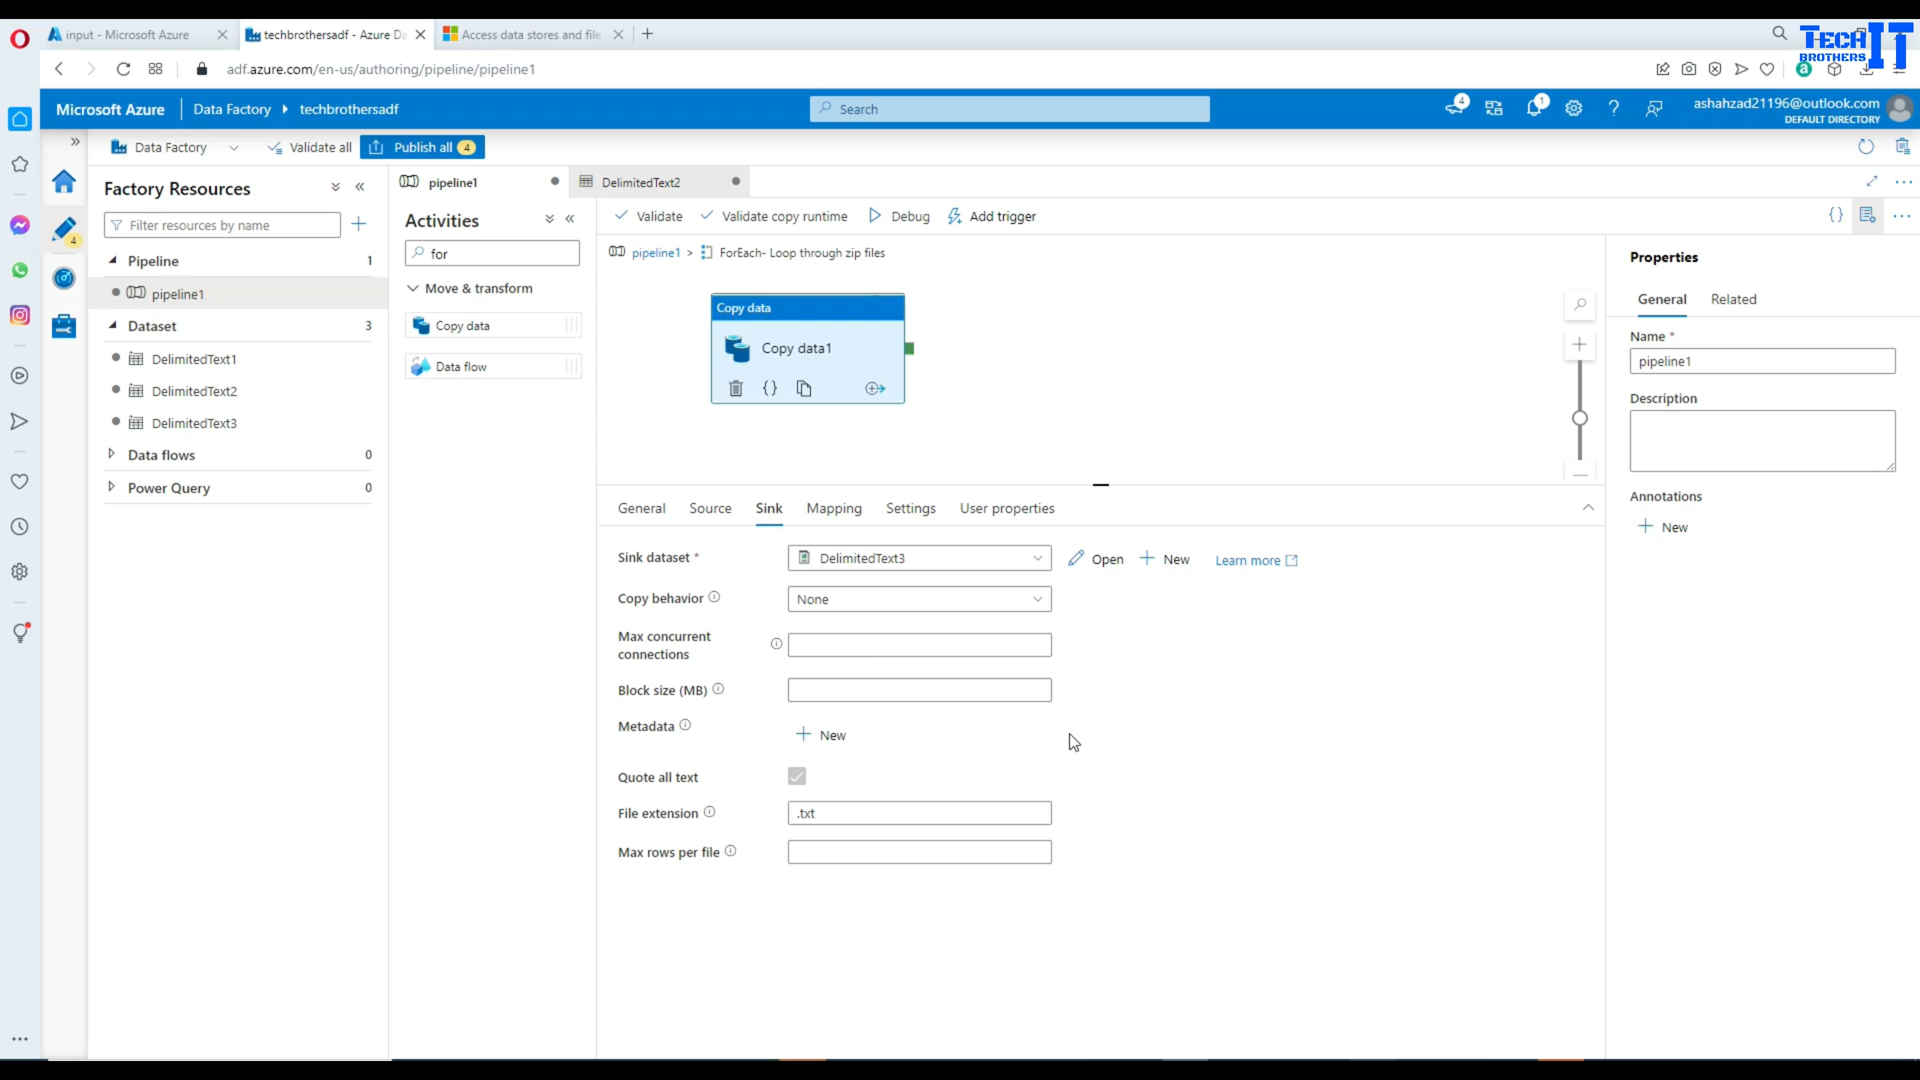 input - Microsoft Azure
techbrothersadf - Azure Da
Access data stores and file
TECH IT
BROTHERS
adf.azure.com/en-us/authoring/pipeline/pipeline1
a
Microsoft Azure
Data Factory
techbrothersadf
Search
4
1
ashahzad21196@outlook.com
DEFAULT DIRECTORY
Data Factory
Validate all
Publish all 4
Factory Resources
pipeline1
DelimitedText2
Filter resources by name
Activities
for
Validate
Validate copy runtime
Debug
Add trigger
4
Pipeline 1
pipeline1
Dataset 3
DelimitedText1
DelimitedText2
DelimitedText3
Data flows 0
Power Query 0
Move & transform
Copy data
Data flow
pipeline1 > ForEach- Loop through zip files
Copy data
Copy data1
Properties
General
Related
Name *
pipeline1
Description
Annotations
New
General
Source
Sink
Mapping
Settings
User properties
Sink dataset *
DelimitedText3
Open
New
Learn more
Copy behavior
None
Max concurrent
connections
Block size (MB)
Metadata
New
Quote all text
File extension
.txt
Max rows per file